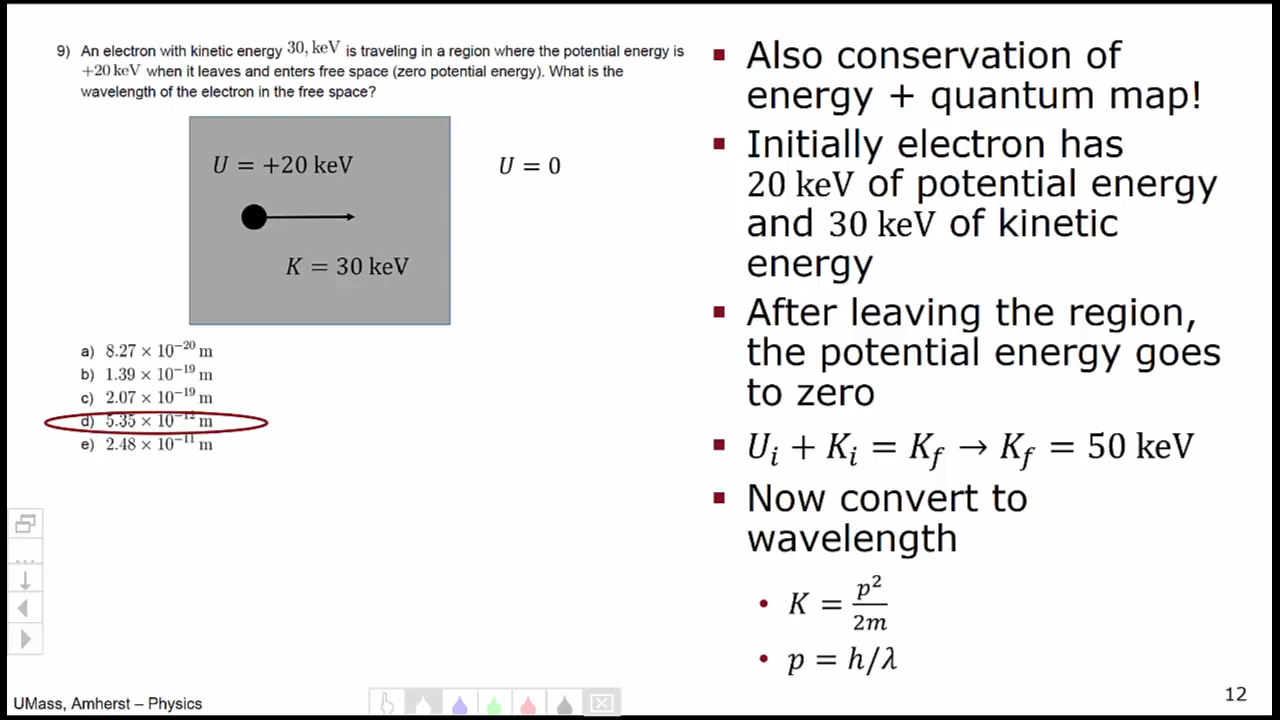 9) An electron with kinetic energy 30, keV is traveling in a region where the potential energy is
+20 keV when it leaves and enters free space (zero potential energy). What is the
wavelength of the electron in the free space?
U = +20 keV
U = 0
K = 30 keV
a) 8.27 × 10⁻²⁰ m
b) 1.39 × 10⁻¹⁹ m
c) 2.07 × 10⁻¹⁹ m
d) 5.35 × 10⁻¹² m
e) 2.48 × 10⁻¹¹ m
▪ Also conservation of
energy + quantum map!
▪ Initially electron has
20 keV of potential energy
and 30 keV of kinetic
energy
▪ After leaving the region,
the potential energy goes
to zero
▪ Uᵢ + Kᵢ = K_f → K_f = 50 keV
▪ Now convert to
wavelength
• K = p²/2m
• p = h/λ
UMass, Amherst – Physics
12